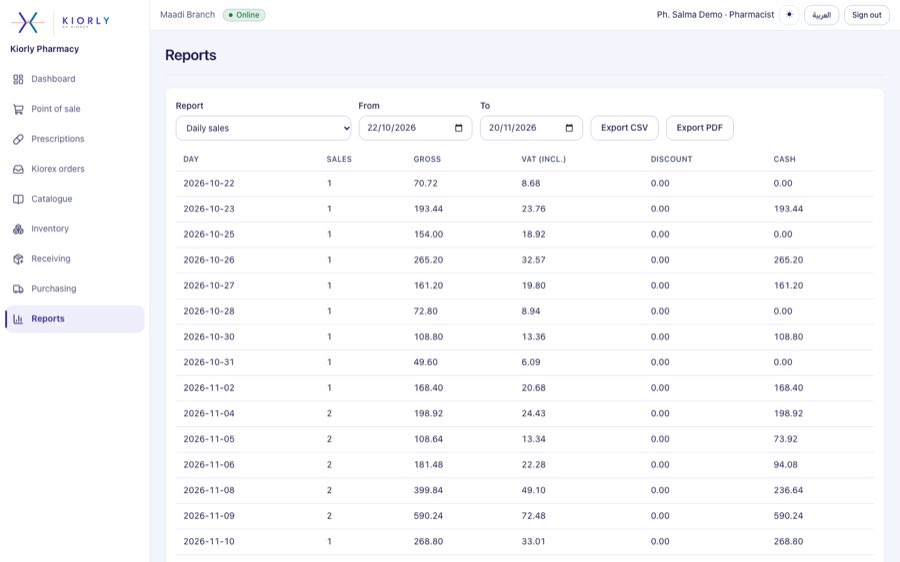 KIORLY
Kiorly Pharmacy
Dashboard
Point of sale
Prescriptions
Kiorex orders
Catalogue
Inventory
Receiving
Purchasing
Reports
Maadi Branch Online Ph. Salma Demo · Pharmacist العربية Sign out
Reports
Report From To
Daily sales 22/10/2026 20/11/2026 Export CSV Export PDF
DAY SALES GROSS VAT (INCL.) DISCOUNT CASH
2026-10-22 1 70.72 8.68 0.00 0.00
2026-10-23 1 193.44 23.76 0.00 193.44
2026-10-25 1 154.00 18.92 0.00 0.00
2026-10-26 1 265.20 32.57 0.00 265.20
2026-10-27 1 161.20 19.80 0.00 161.20
2026-10-28 1 72.80 8.94 0.00 0.00
2026-10-30 1 108.80 13.36 0.00 108.80
2026-10-31 1 49.60 6.09 0.00 0.00
2026-11-02 1 168.40 20.68 0.00 168.40
2026-11-04 2 198.92 24.43 0.00 198.92
2026-11-05 2 108.64 13.34 0.00 73.92
2026-11-06 2 181.48 22.28 0.00 94.08
2026-11-08 2 399.84 49.10 0.00 236.64
2026-11-09 2 590.24 72.48 0.00 590.24
2026-11-10 1 268.80 33.01 0.00 268.80